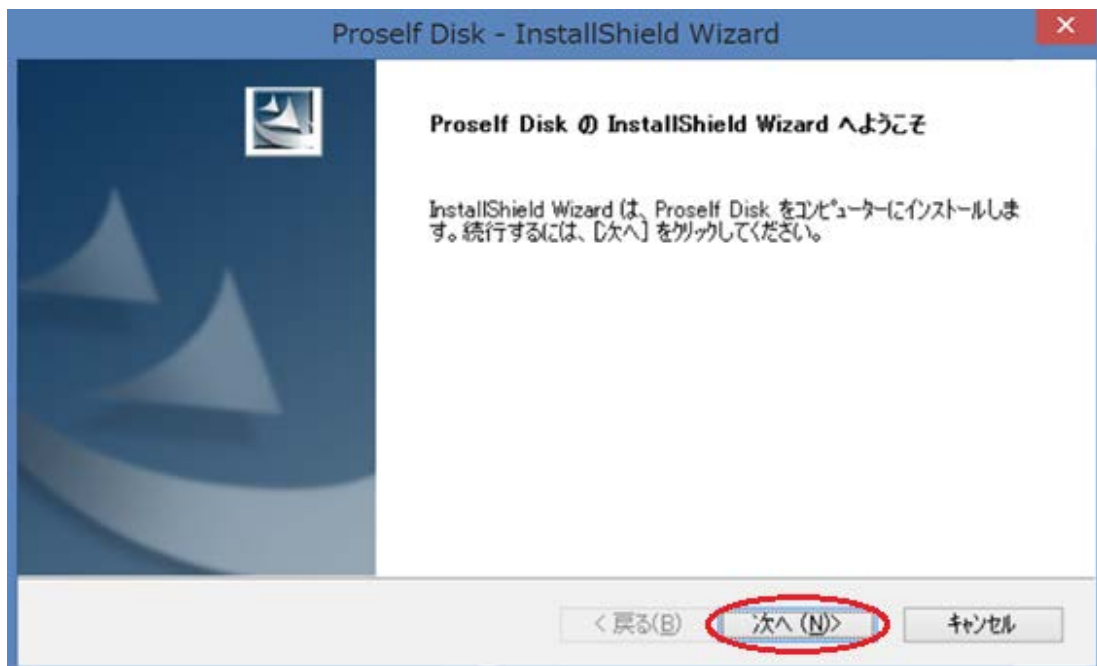 Proself Disk - InstallShield Wizard
Proself Disk の InstallShield Wizard へようこそ
InstallShield Wizard は、Proself Disk をｺﾝﾋﾟｭｰﾀｰにｲﾝｽﾄｰﾙしま
す。続行するには、[次へ] をｸﾘｯｸしてください。
< 戻る(B)　次へ (N)>　ｷｬﾝｾﾙ